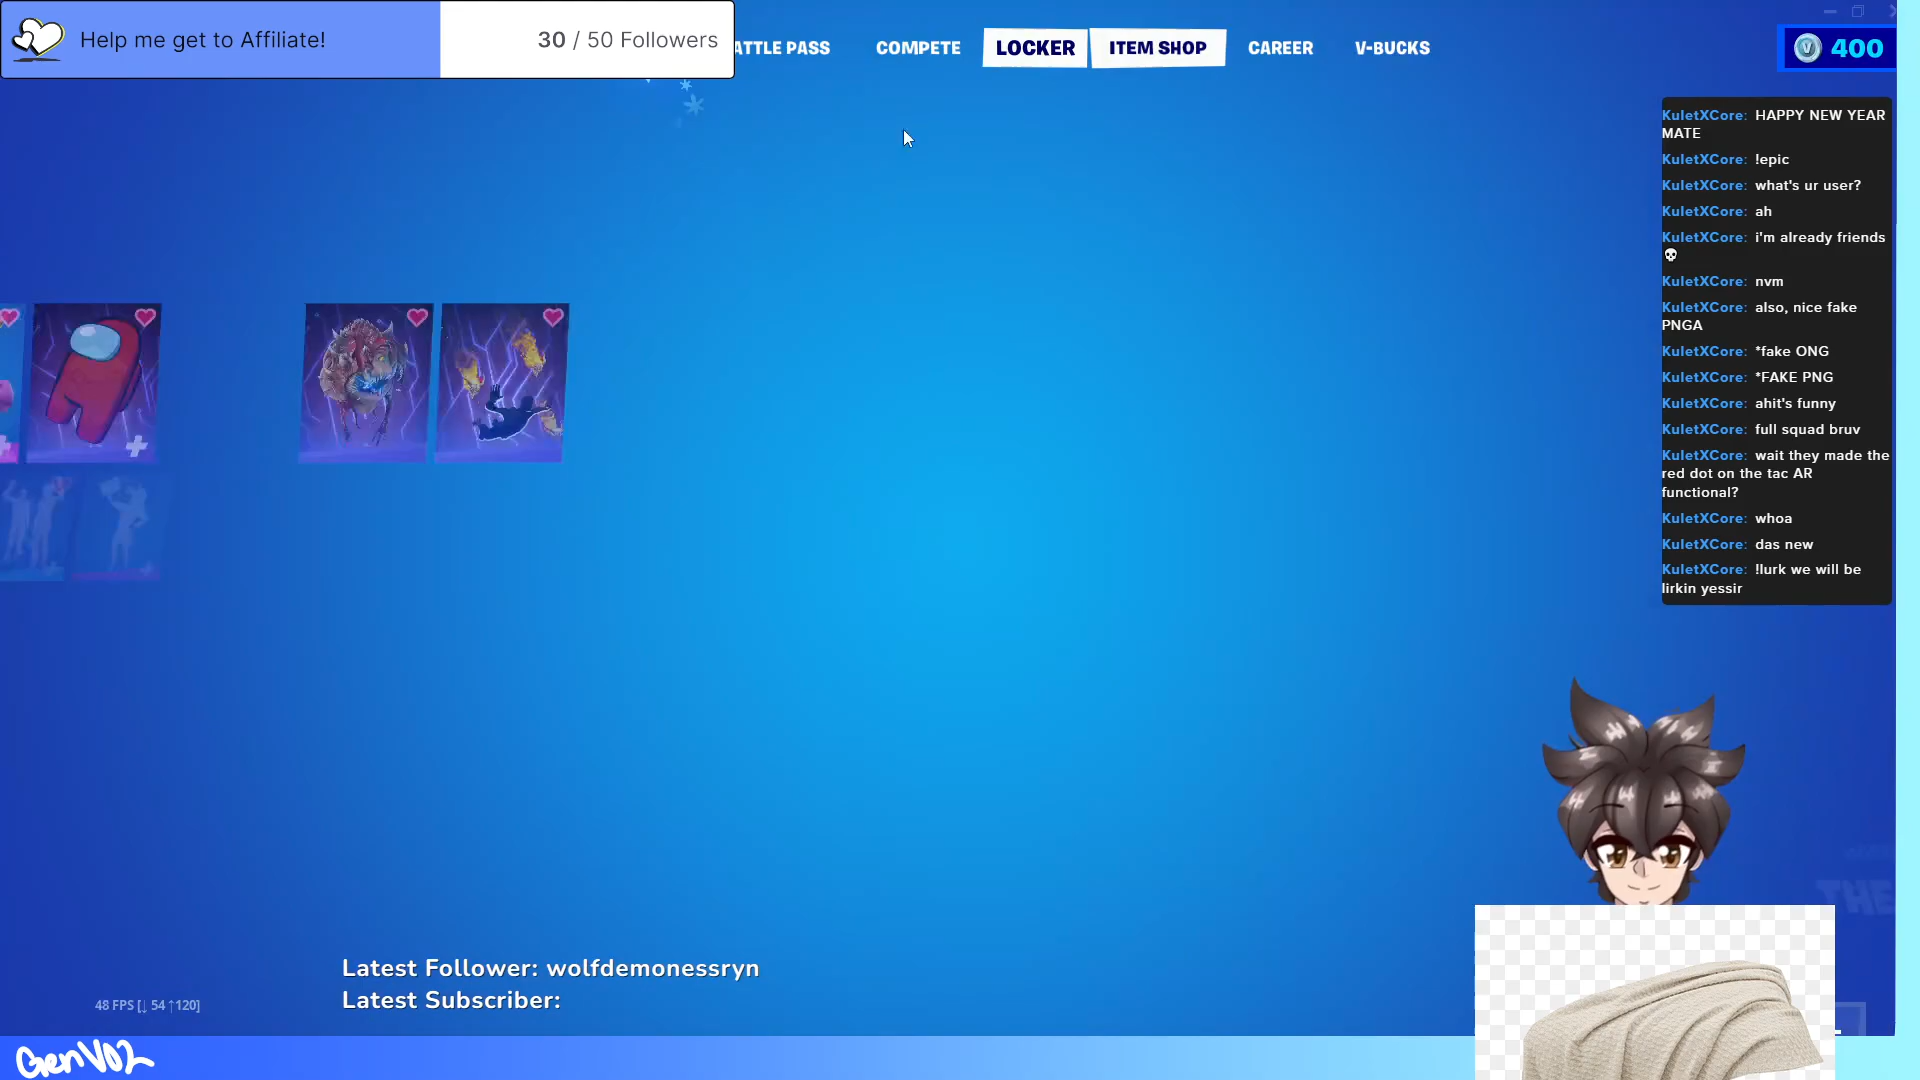 Help me get to Affiliate!
30 / 50 Followers
ATTLE PASS
COMPETE
LOCKER
ITEM SHOP
CAREER
V-BUCKS
400
KuletXCore: HAPPY NEW YEAR
MATE
KuletXCore: !epic
KuletXCore: what's ur user?
KuletXCore: ah
KuletXCore: i'm already friends
💀
KuletXCore: nvm
KuletXCore: also, nice fake
PNGA
KuletXCore: *fake ONG
KuletXCore: *FAKE PNG
KuletXCore: ahit's funny
KuletXCore: full squad bruv
KuletXCore: wait they made the
red dot on the tac AR
functional?
KuletXCore: whoa
KuletXCore: das new
KuletXCore: !lurk we will be
lirkin yessir
THE
Latest Follower: wolfdemonessryn
Latest Subscriber:
48 FPS [↓ 54 ↑120]
GenV02